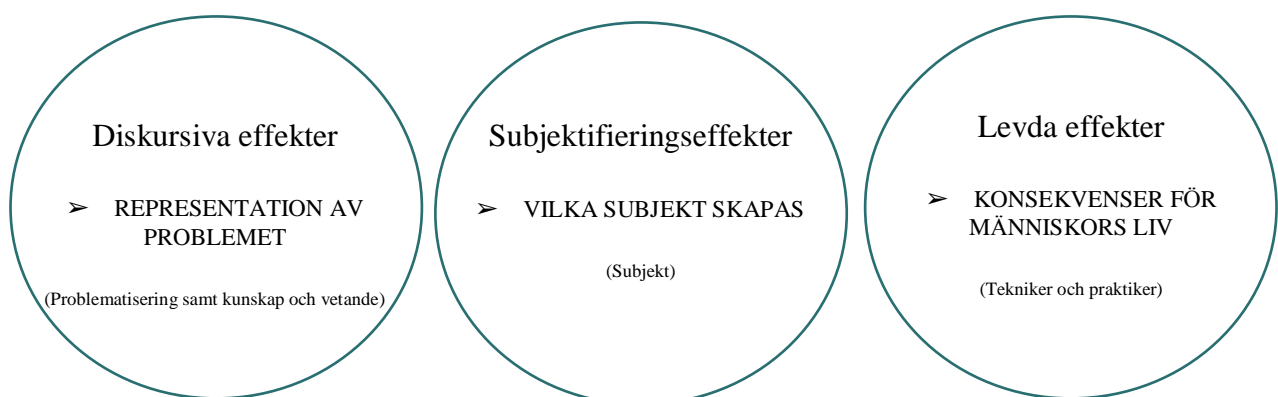 Diskursiva effekter
➢ REPRESENTATION AV
PROBLEMET
(Problematisering samt kunskap och vetande)
Subjektifieringseffekter
➢ VILKA SUBJEKT SKAPAS
(Subjekt)
Levda effekter
➢ KONSEKVENSER FÖR
MÄNNISKORS LIV
(Tekniker och praktiker)